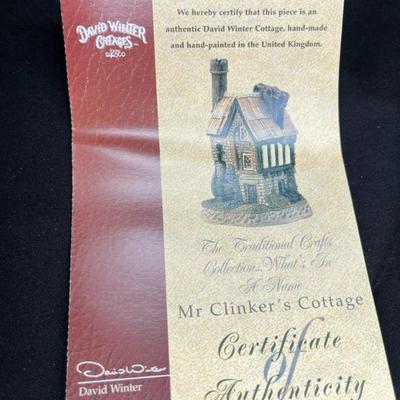 DAVID WINTER
COTTAGES
We hereby certify that this piece is an
authentic David Winter Cottage, hand-made
and hand-painted in the United Kingdom.
The Traditional Crafts
Collection...What's In
A Name
Mr Clinker's Cottage
Certificate
of
Authenticity
David Winter
David Winter